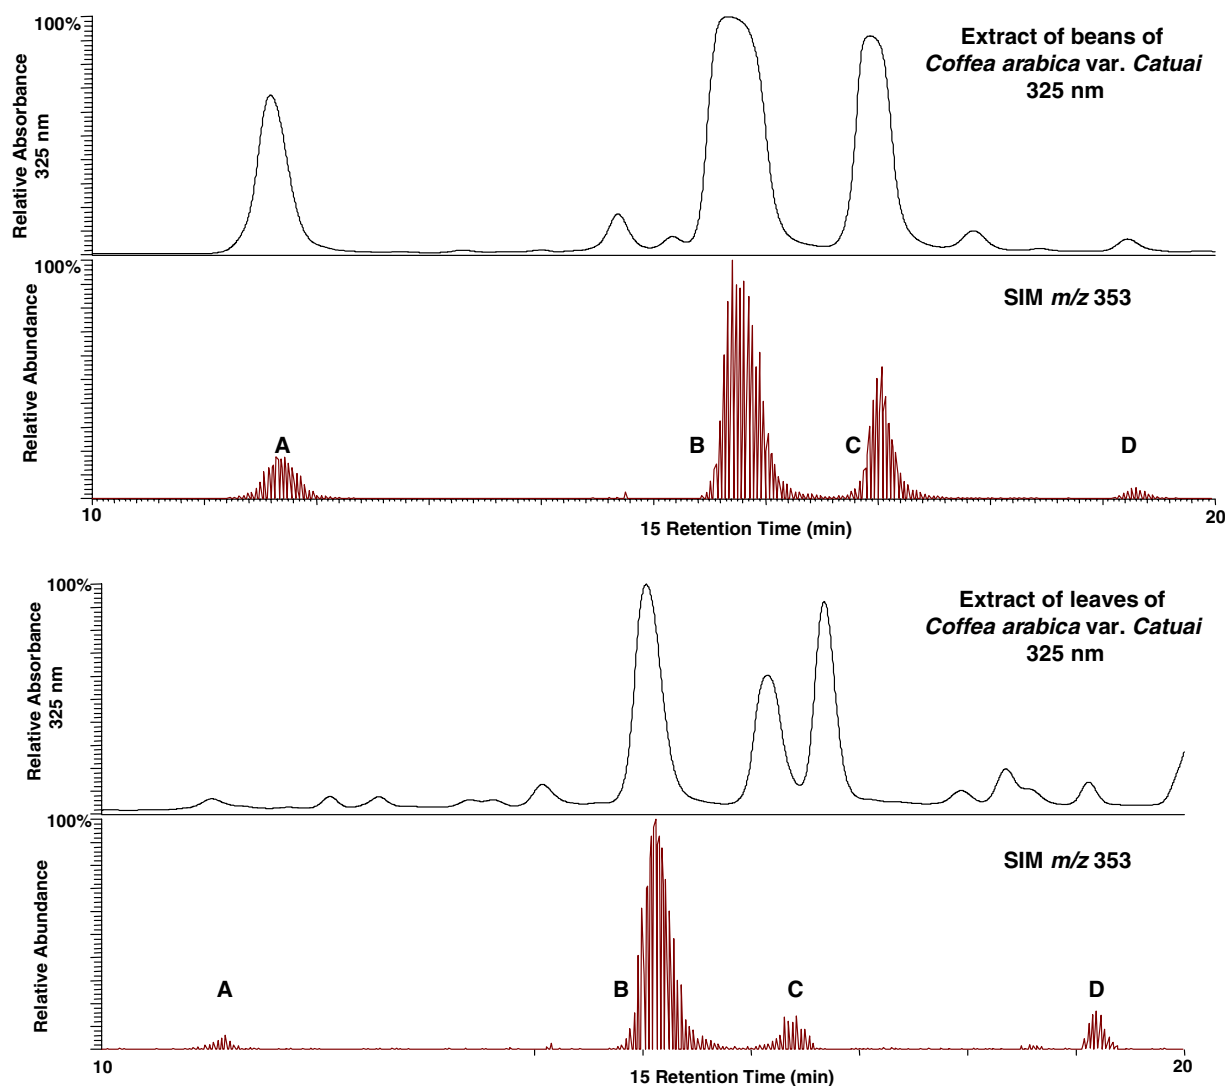 100%
Relative Absorbance
325 nm
Extract of beans of
Coffea arabica var. Catuai
325 nm
100%
Relative Abundance
SIM m/z 353
A
B
C
D
10
15 Retention Time (min)
20
100%
Relative Absorbance
325 nm
Extract of leaves of
Coffea arabica var. Catuai
325 nm
100%
Relative Abundance
SIM m/z 353
A
B
C
D
10
15 Retention Time (min)
20